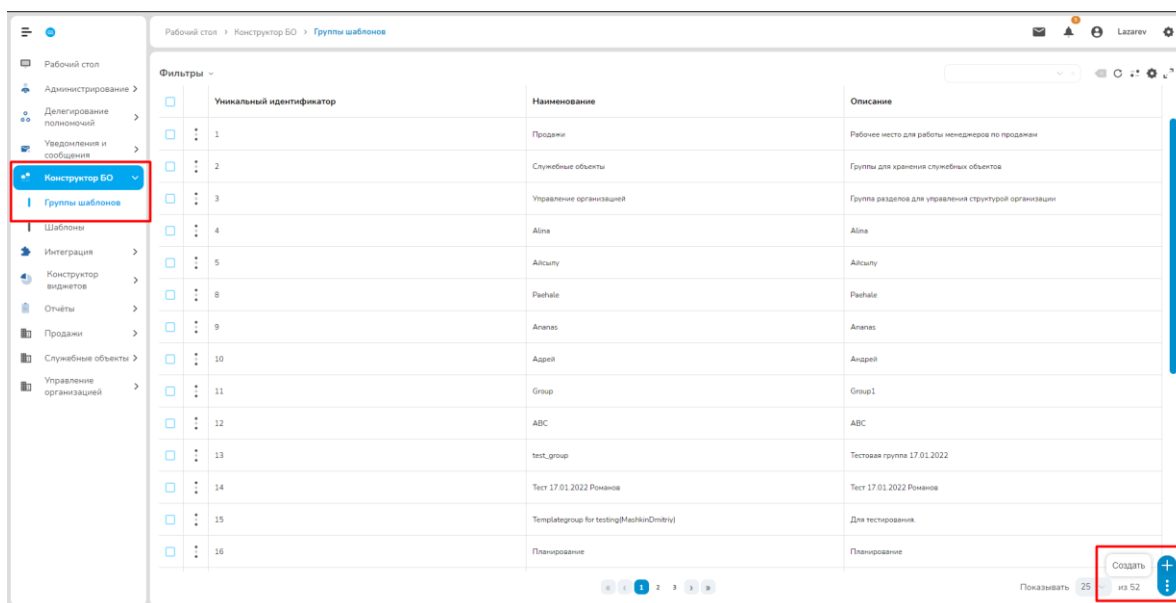 Рабочий стол > Конструктор БО > Группы шаблонов
5
Lazarev
Рабочий стол
Администрирование
Делегирование
полномочий
Уведомления и
сообщения
Конструктор БО
Группы шаблонов
Шаблоны
Интеграция
Конструктор
виджетов
Отчёты
Продажи
Служебные объекты
Управление
организацией
Фильтры
Уникальный идентификатор Наименование Описание
1 Продажи Рабочее место для работы менеджеров по продажам
2 Служебные объекты Группы для хранения служебных объектов
3 Управление организацией Группа разделов для управления структурой организации
4 Alina Alina
5 Айсылу Айсылу
8 Paehale Paehale
9 Ananas Ananas
10 Адрей Андрей
11 Group Group1
12 ABC ABC
13 test_group Тестовая группа 17.01.2022
14 Тест 17.01.2022 Романов Тест 17.01.2022 Романов
15 Templategroup for testing(MashkinDmitriy) Для тестирования.
16 Планирование Планирование
Создать
« ‹ 1 2 3 › »
Показывать 25 из 52